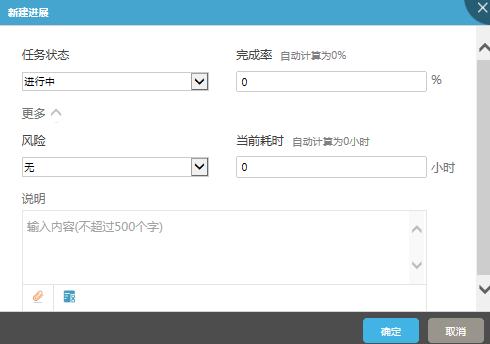 新建进展
任务状态
完成率 自动计算为0%
进行中
0 %
更多
风险
当前耗时 自动计算为0小时
无
0 小时
说明
输入内容(不超过500个字)
确定 取消